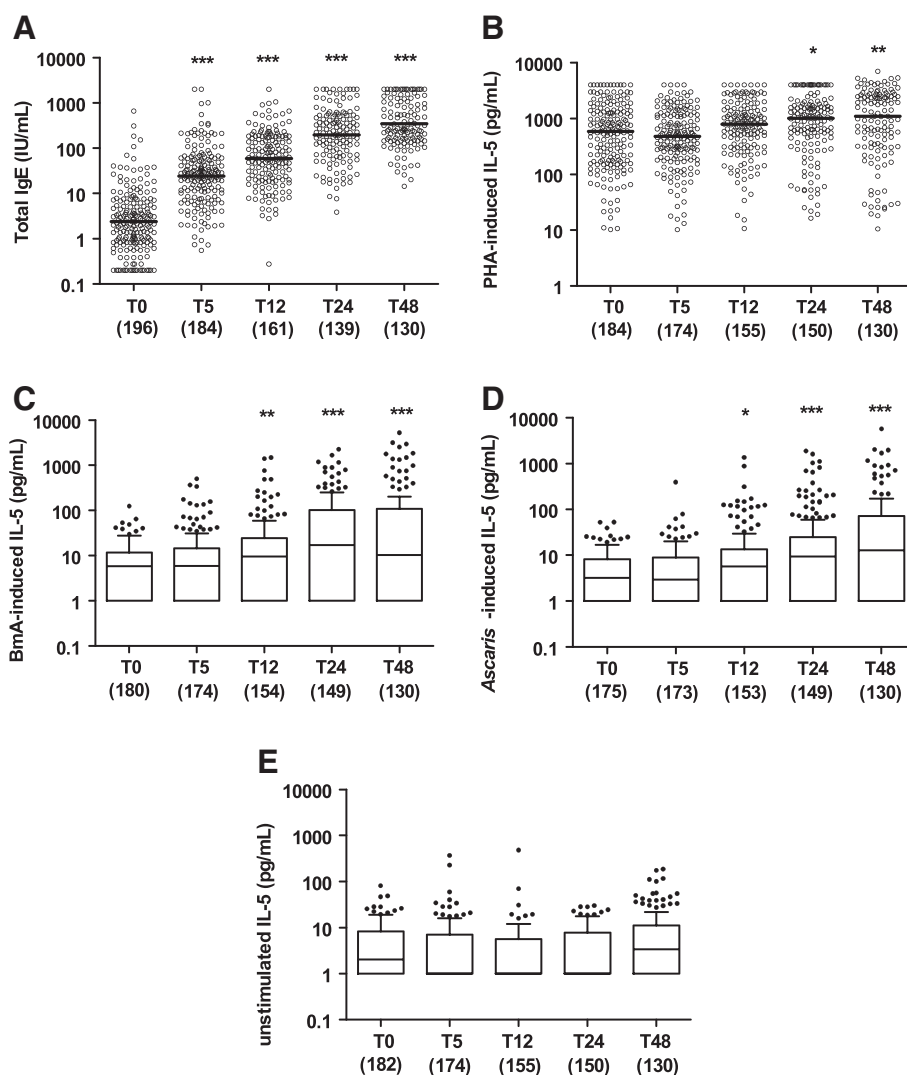 A
Total IgE (IU/mL)
10000
1000
100
10
1
0.1
*** *** *** ***
T0 T5 T12 T24 T48
(196) (184) (161) (139) (130)
B
PHA-induced IL-5 (pg/mL)
10000
1000
100
10
1
* **
T0 T5 T12 T24 T48
(184) (174) (155) (150) (130)
C
BmA-induced IL-5 (pg/mL)
10000
1000
100
10
1
0.1
** *** ***
T0 T5 T12 T24 T48
(180) (174) (154) (149) (130)
D
Ascaris -induced IL-5 (pg/mL)
10000
1000
100
10
1
0.1
* *** ***
T0 T5 T12 T24 T48
(175) (173) (153) (149) (130)
E
unstimulated IL-5 (pg/mL)
10000
1000
100
10
1
0.1
T0 T5 T12 T24 T48
(182) (174) (155) (150) (130)